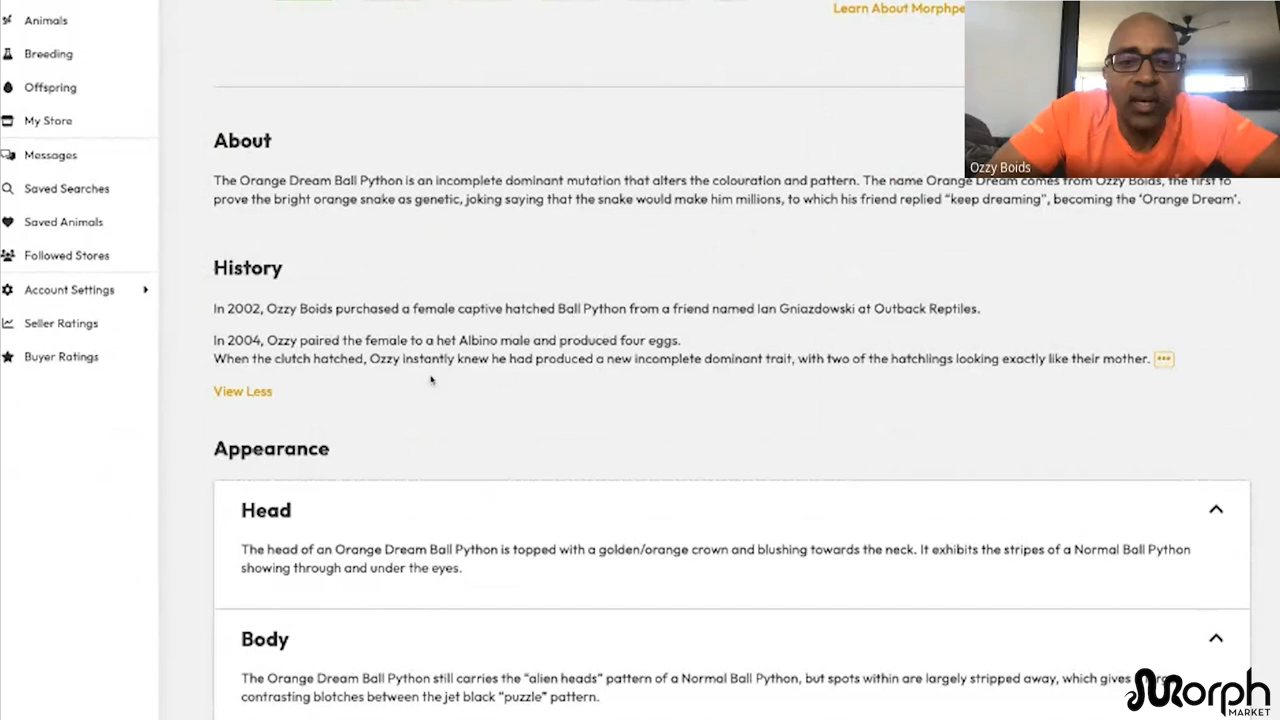 Animals
Breeding
Offspring
My Store
Messages
Saved Searches
Saved Animals
Followed Stores
Account Settings
Seller Ratings
Buyer Ratings
Learn About Morphpe
Ozzy Boids
About
The Orange Dream Ball Python is an incomplete dominant mutation that alters the colouration and pattern. The name Orange Dream comes from Ozzy Boids, the first to
prove the bright orange snake as genetic, joking saying that the snake would make him millions, to which his friend replied “keep dreaming”, becoming the ‘Orange Dream’.
History
In 2002, Ozzy Boids purchased a female captive hatched Ball Python from a friend named Ian Gniazdowski at Outback Reptiles.
In 2004, Ozzy paired the female to a het Albino male and produced four eggs.
When the clutch hatched, Ozzy instantly knew he had produced a new incomplete dominant trait, with two of the hatchlings looking exactly like their mother.
View Less
Appearance
Head
The head of an Orange Dream Ball Python is topped with a golden/orange crown and blushing towards the neck. It exhibits the stripes of a Normal Ball Python
showing through and under the eyes.
Body
The Orange Dream Ball Python still carries the “alien heads” pattern of a Normal Ball Python, but spots within are largely stripped away, which gives
contrasting blotches between the jet black “puzzle” pattern.
Morph
MARKET